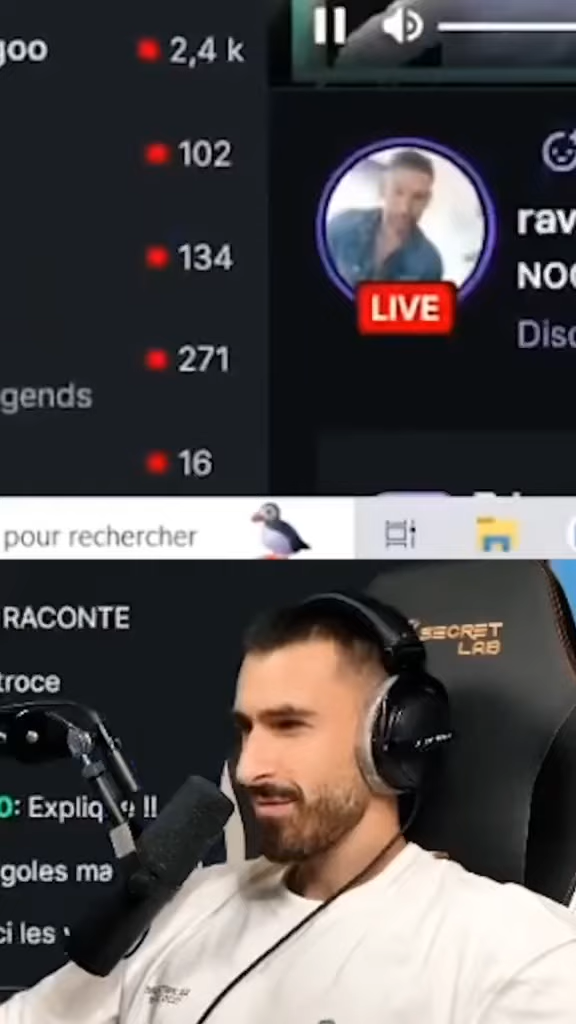 goo
2,4 k
102
134
271
gends
16
LIVE
rav
NO
Disc
pour rechercher
RACONTE
troce
SECRET
LAB
0: Expliq e !!
goles ma
ci les